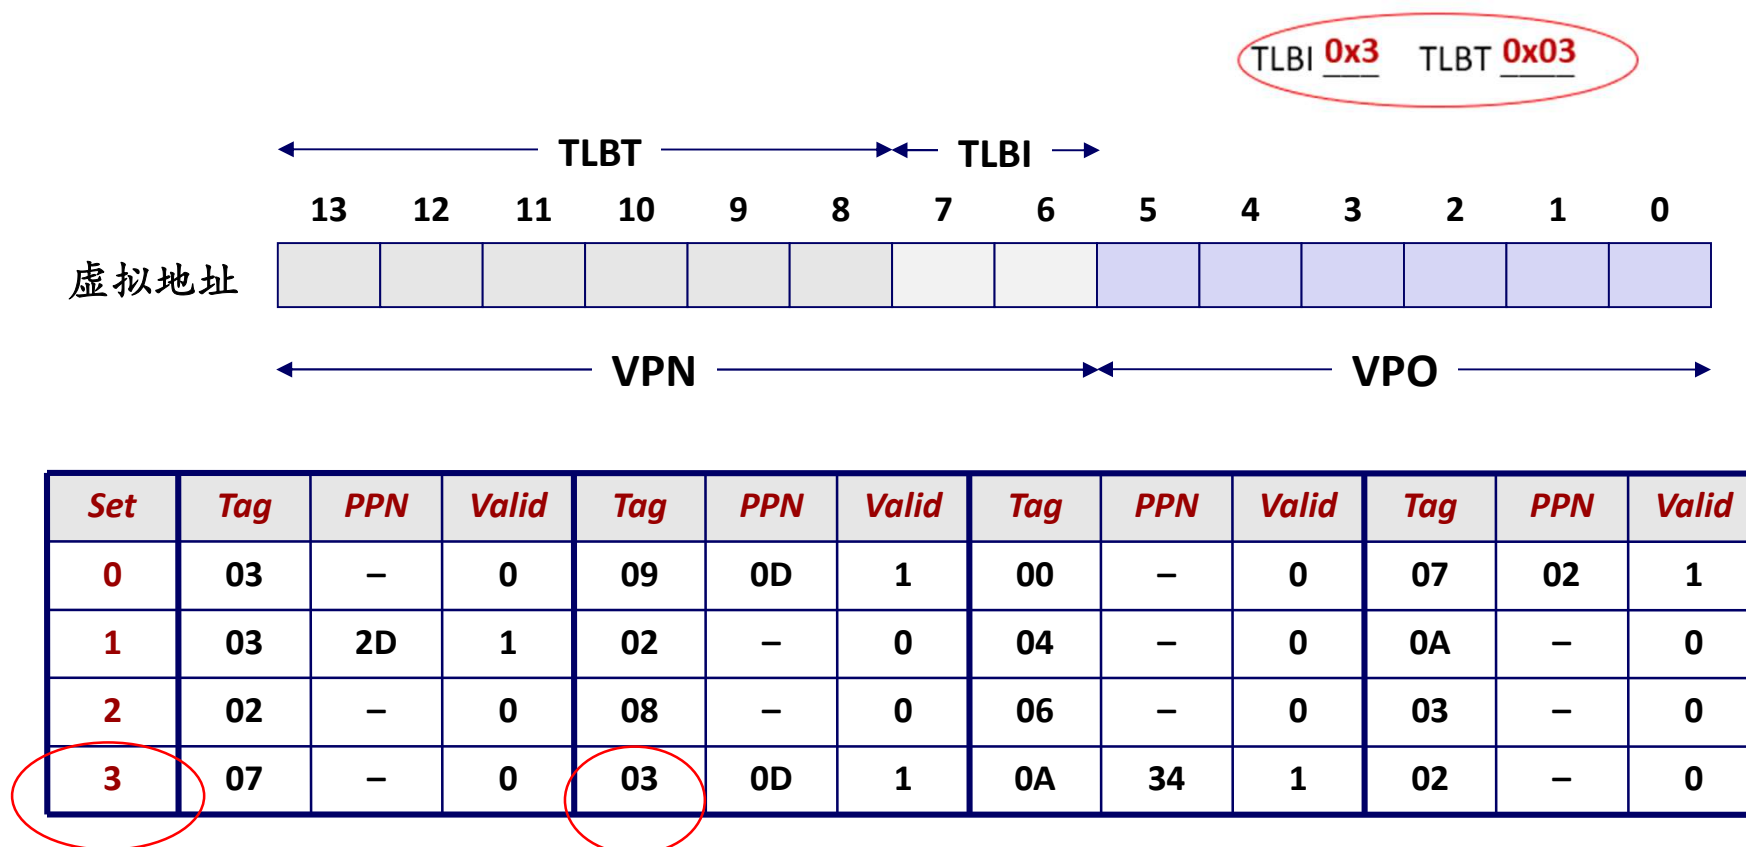 TLBI 0x3 TLBT 0x03
TLBT TLBI
13 12 11 10 9 8 7 6 5 4 3 2 1 0
虚拟地址
VPN VPO
Set Tag PPN Valid Tag PPN Valid Tag PPN Valid Tag PPN Valid
0 03 – 0 09 0D 1 00 – 0 07 02 1
1 03 2D 1 02 – 0 04 – 0 0A – 0
2 02 – 0 08 – 0 06 – 0 03 – 0
3 07 – 0 03 0D 1 0A 34 1 02 – 0